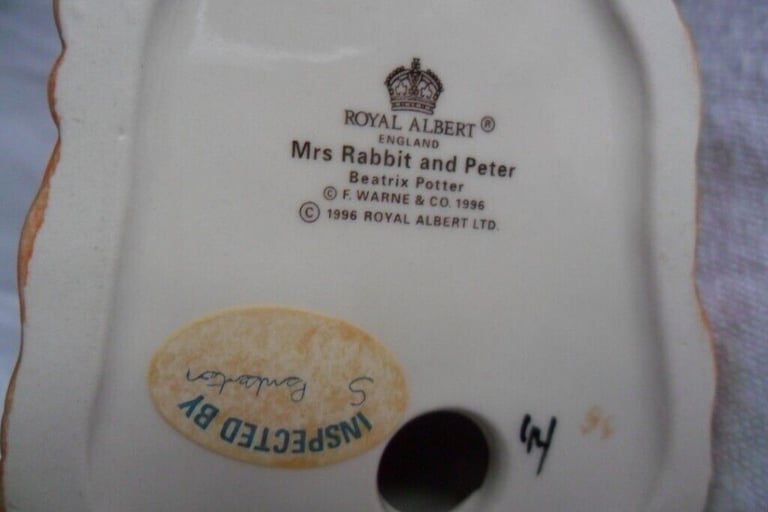 ROYAL ALBERT®
ENGLAND
Mrs Rabbit and Peter
Beatrix Potter
© F. WARNE & CO. 1996
© 1996 ROYAL ALBERT LTD.
INSPECTED BY
S